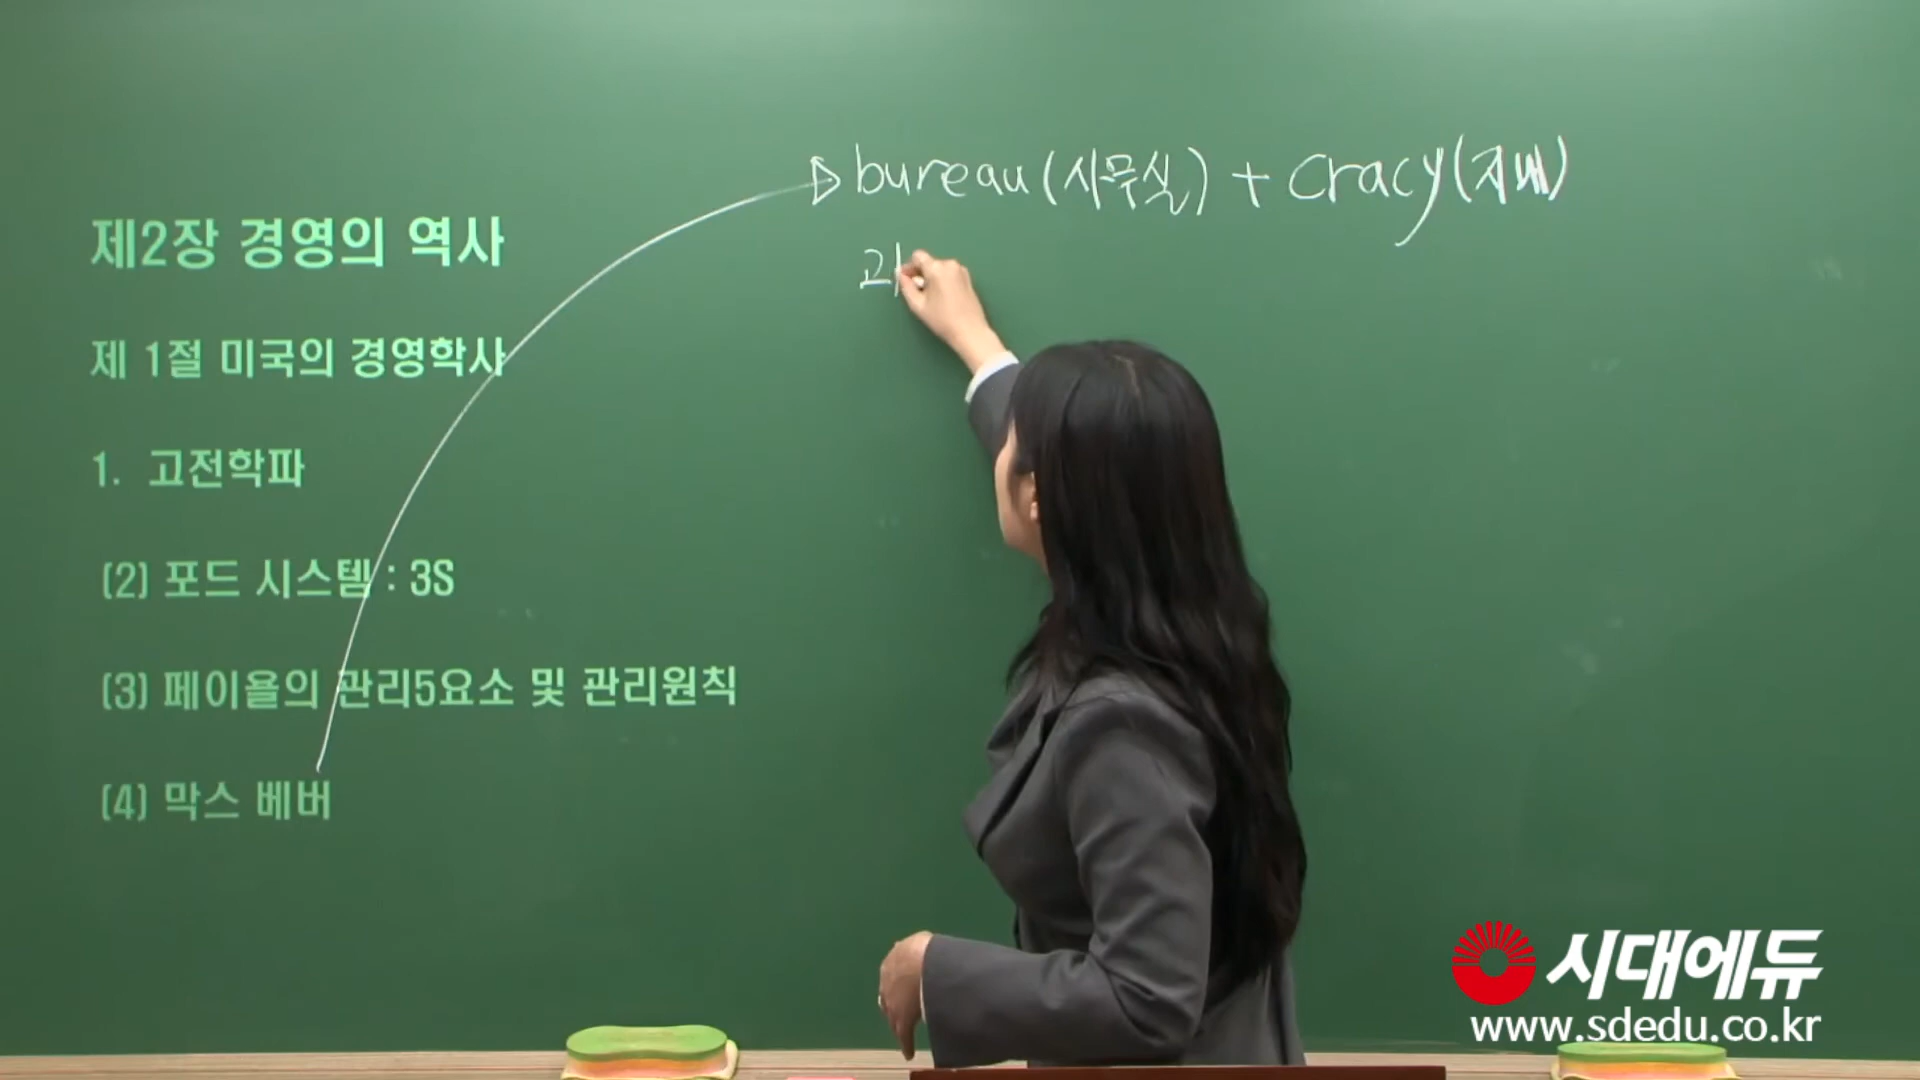 bureau(사무실) + cracy(지배)
제2장 경영의 역사
제 1절 미국의 경영학사
1. 고전학파
(2) 포드 시스템 : 3S
(3) 페이욜의 관리5요소 및 관리원칙
(4) 막스 베버
시대에듀
www.sdedu.co.kr